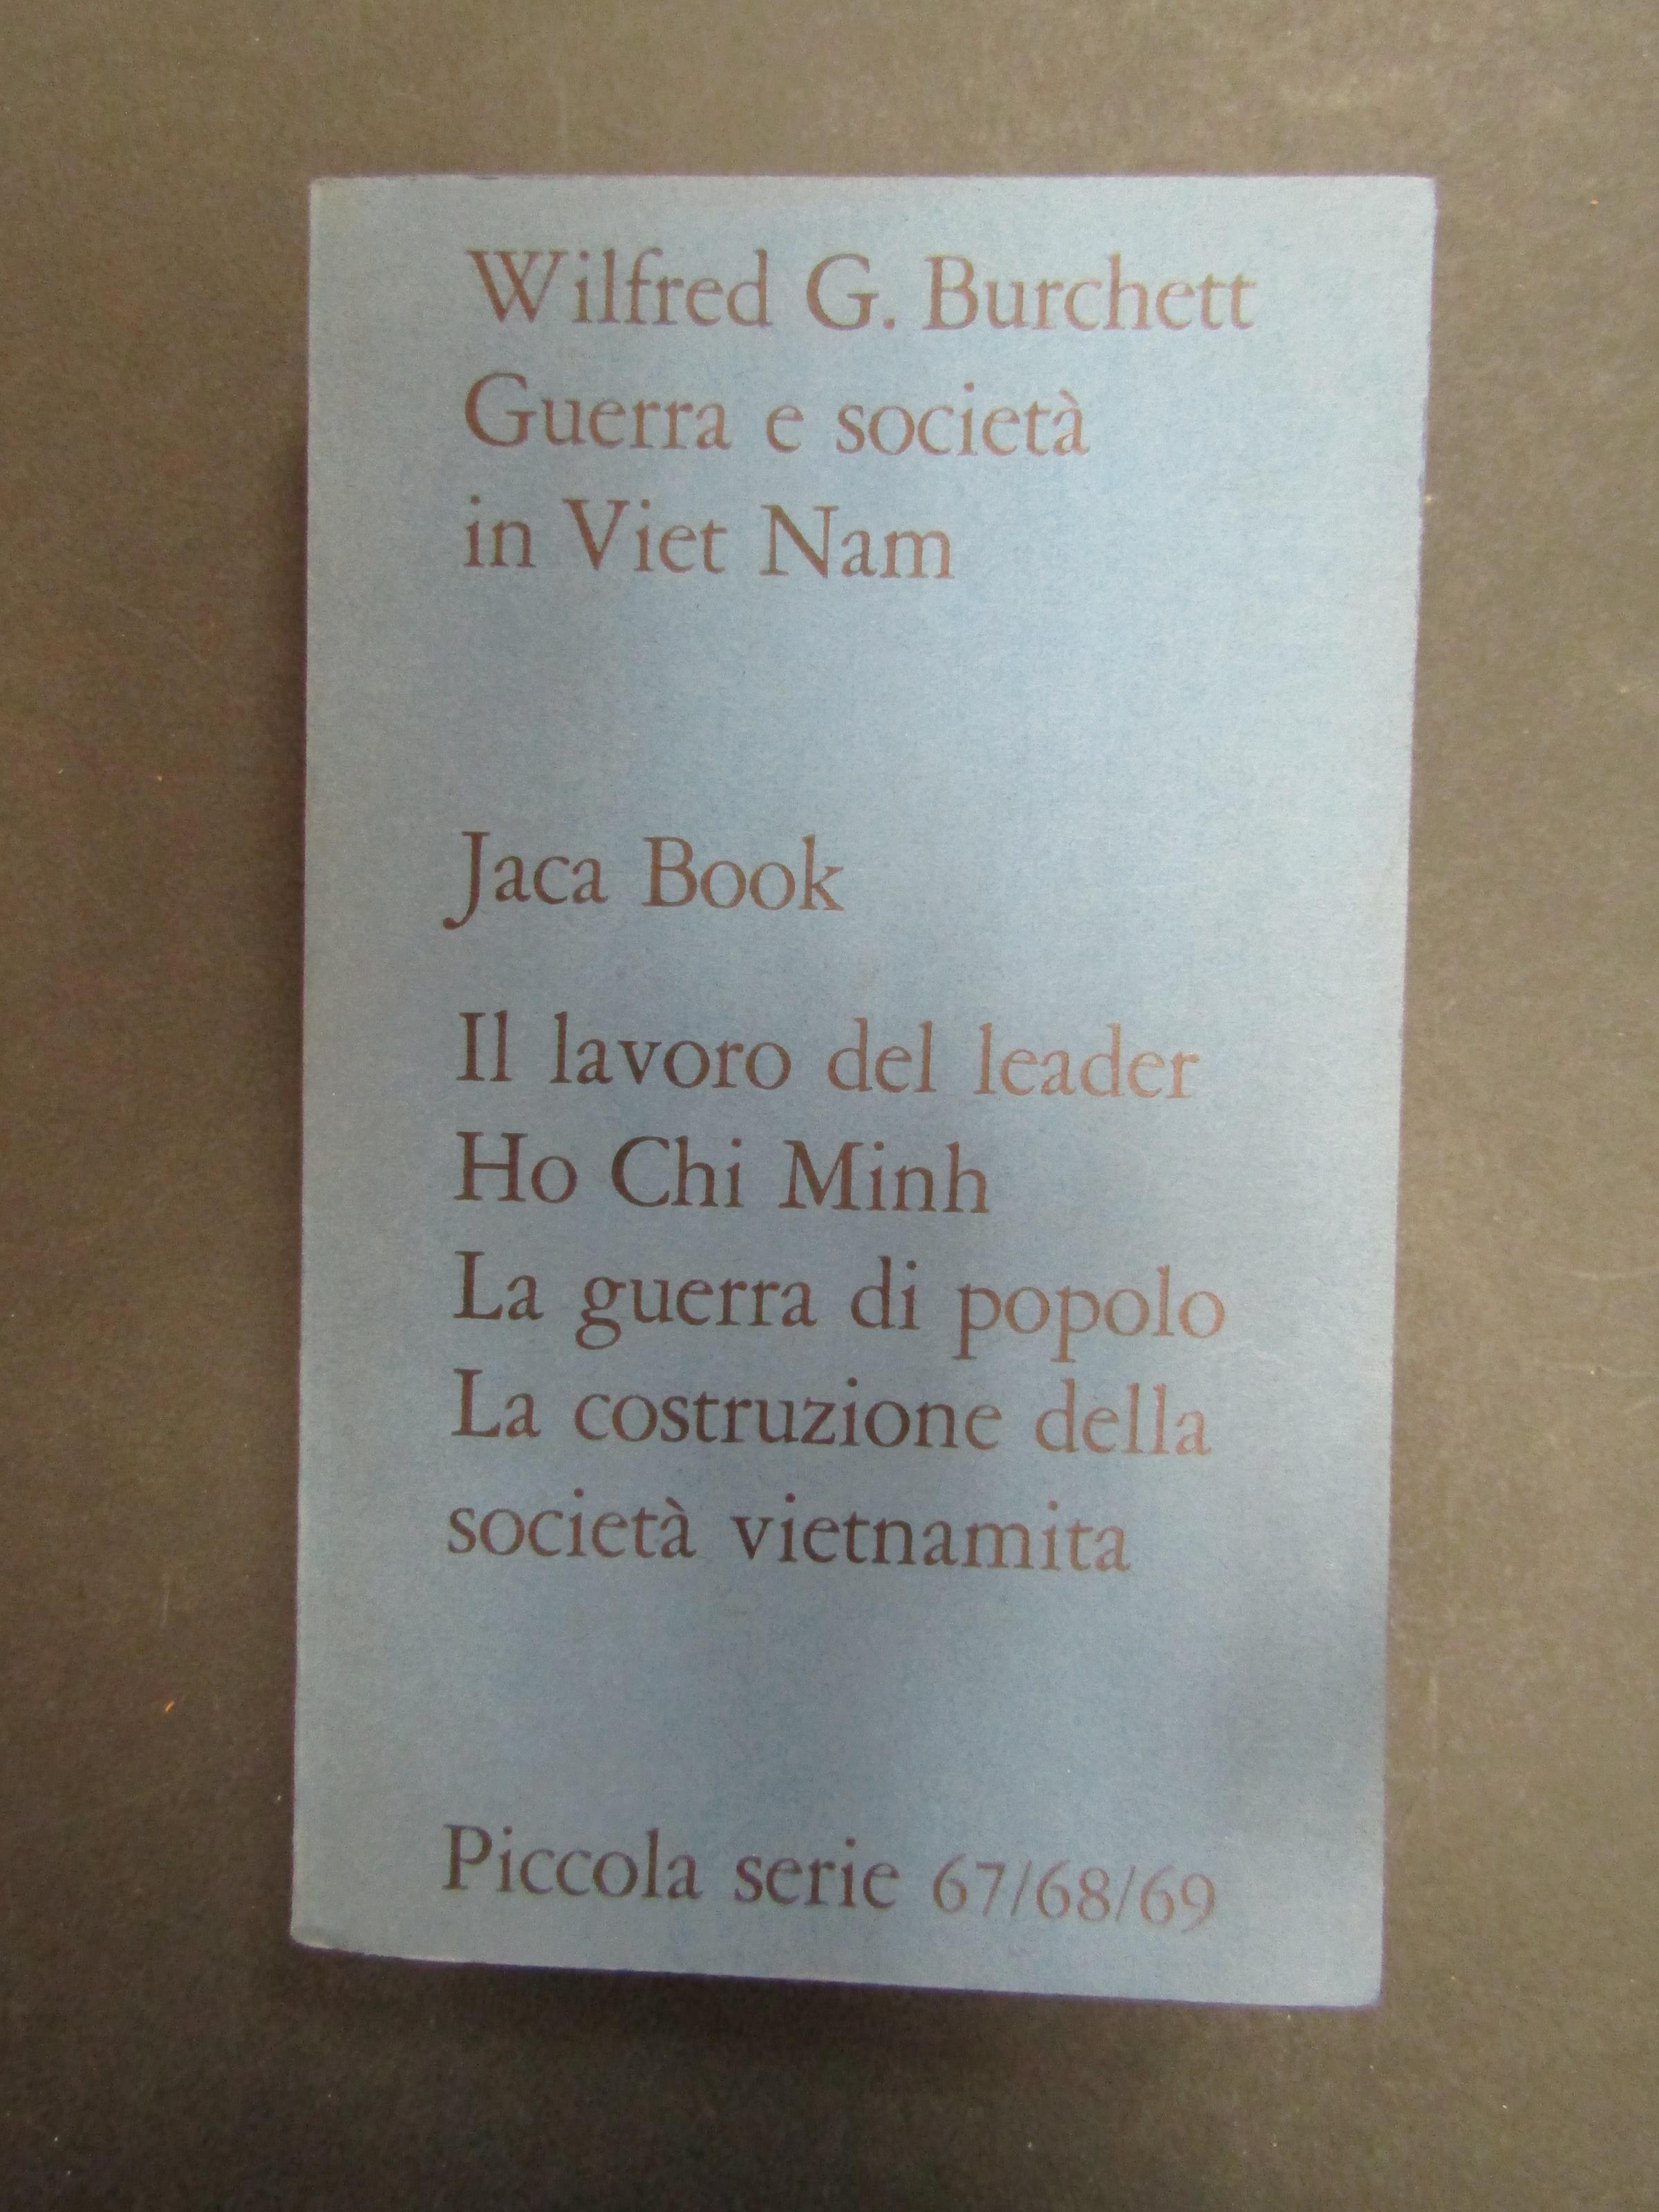 Wilfred G. Burchett
Guerra e società
in Viet Nam
Jaca Book
Il lavoro del leader
Ho Chi Minh
La guerra di popolo
La costruzione della
società vietnamita
Piccola serie 67/68/69